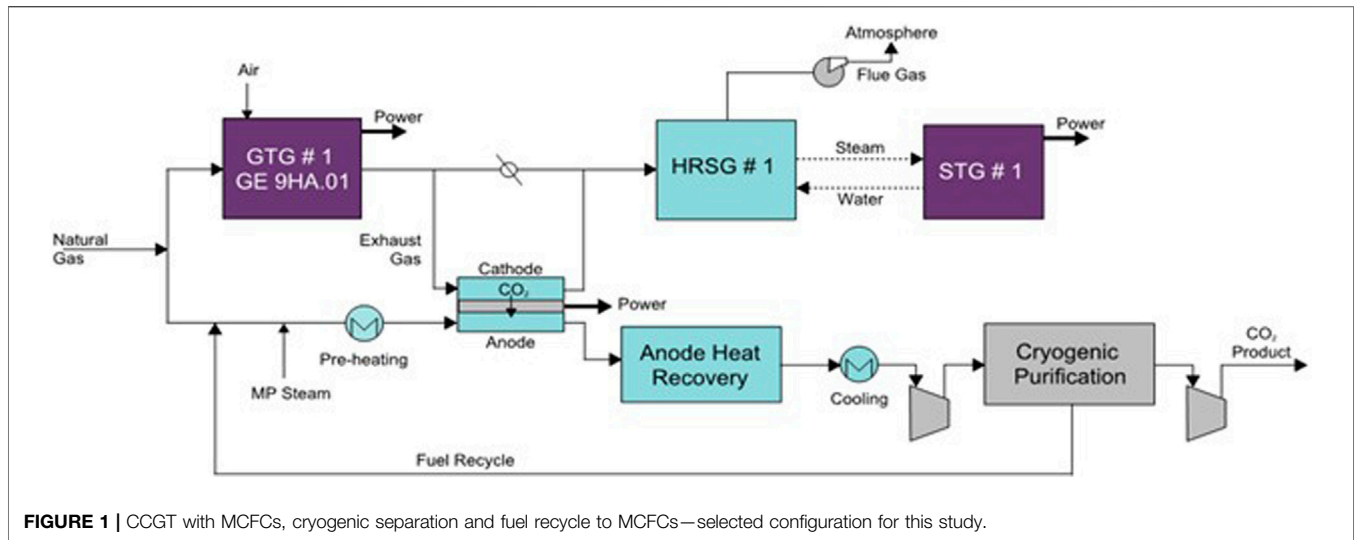 Atmosphere
Flue Gas
Air
Power
GTG # 1
GE 9HA.01
HRSG # 1
Steam
Water
STG # 1
Power
Natural
Gas
Exhaust
Gas
Cathode
CO₂
Power
Anode
Pre-heating
MP Steam
Anode Heat
Recovery
Cooling
Cryogenic
Purification
CO₂
Product
Fuel Recycle
FIGURE 1 | CCGT with MCFCs, cryogenic separation and fuel recycle to MCFCs—selected configuration for this study.